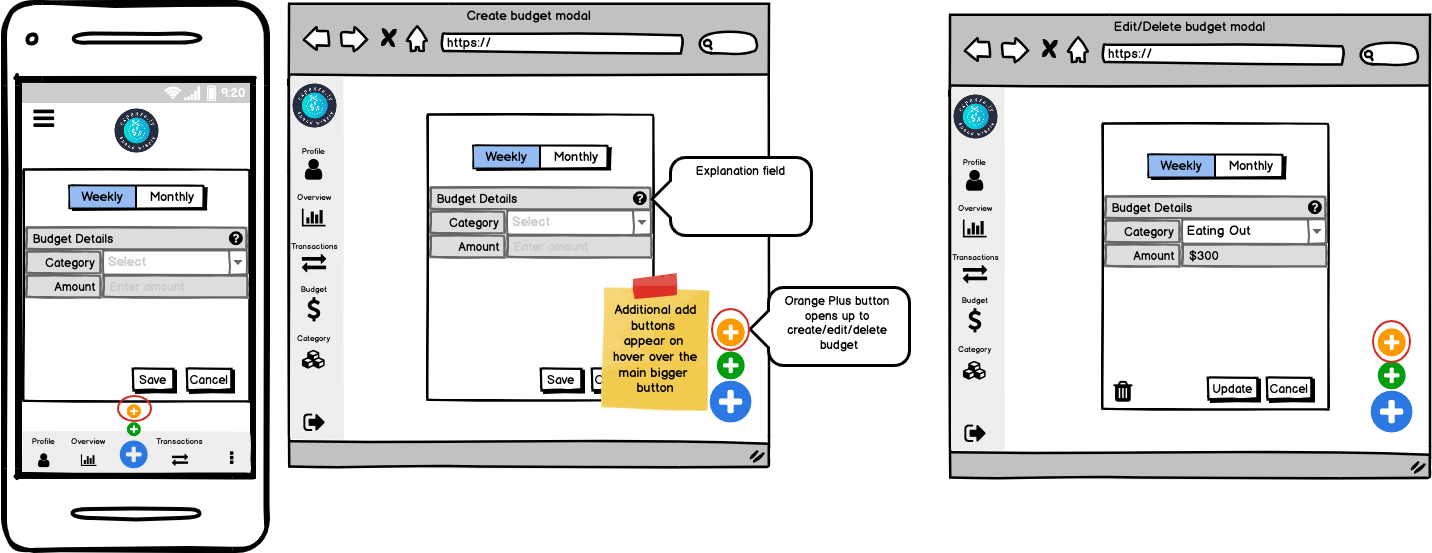 9:20
Weekly Monthly
Budget Details ?
Category Select
Amount Enter amount
Save Cancel
Profile Overview Transactions
Create budget modal
https://
Profile
Overview
Transactions
Budget
$
Category
Weekly Monthly
Budget Details ?
Category Select
Amount Enter amount
Save C
Explanation field
Additional add
buttons
appear on
hover over the
main bigger
button
Orange Plus button
opens up to
create/edit/delete
budget
Edit/Delete budget modal
https://
Profile
Overview
Transactions
Budget
$
Category
Weekly Monthly
Budget Details ?
Category Eating Out
Amount $300
Update Cancel